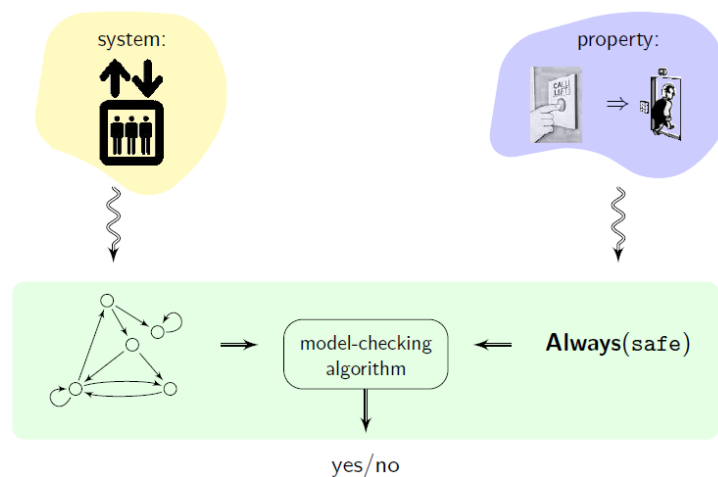 system:
property:
CALL
LIFT
⇒
model-checking
algorithm
Always(safe)
yes/no